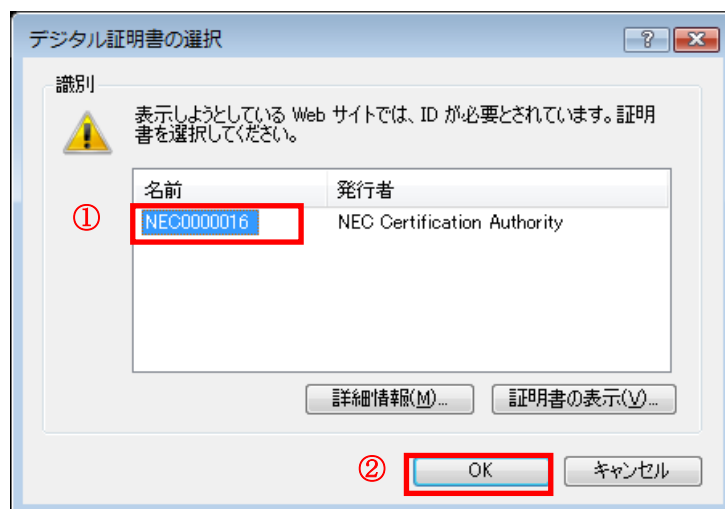 デジタル証明書の選択
識別
表示しようとしている Web サイトでは、ID が必要とされています。証明
書を選択してください。
名前 発行者
① NEC0000016 NEC Certification Authority
詳細情報(M)... 証明書の表示(V)...
② OK キャンセル